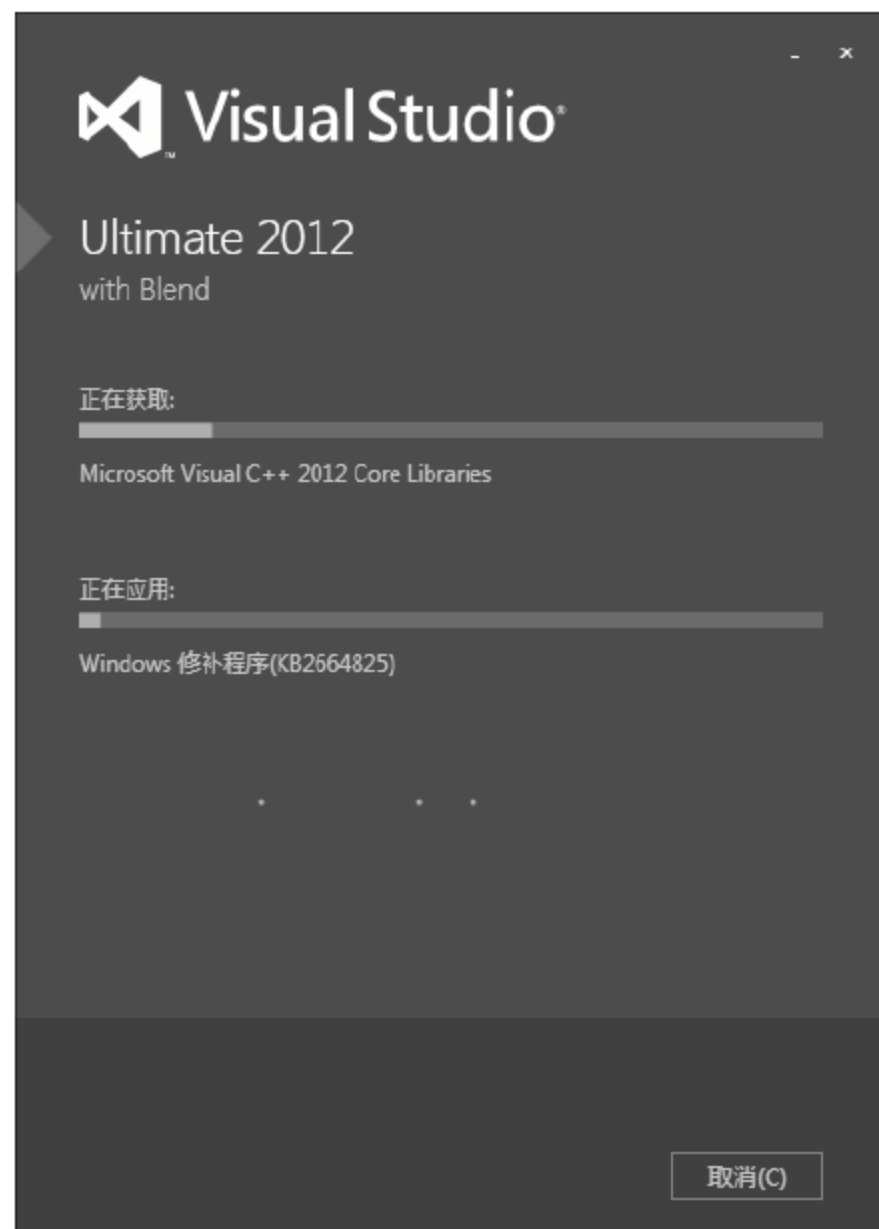 Visual Studio®
™
Ultimate 2012
with Blend
正在获取:
Microsoft Visual C++ 2012 Core Libraries
正在应用:
Windows 修补程序(KB2664825)
取消(C)